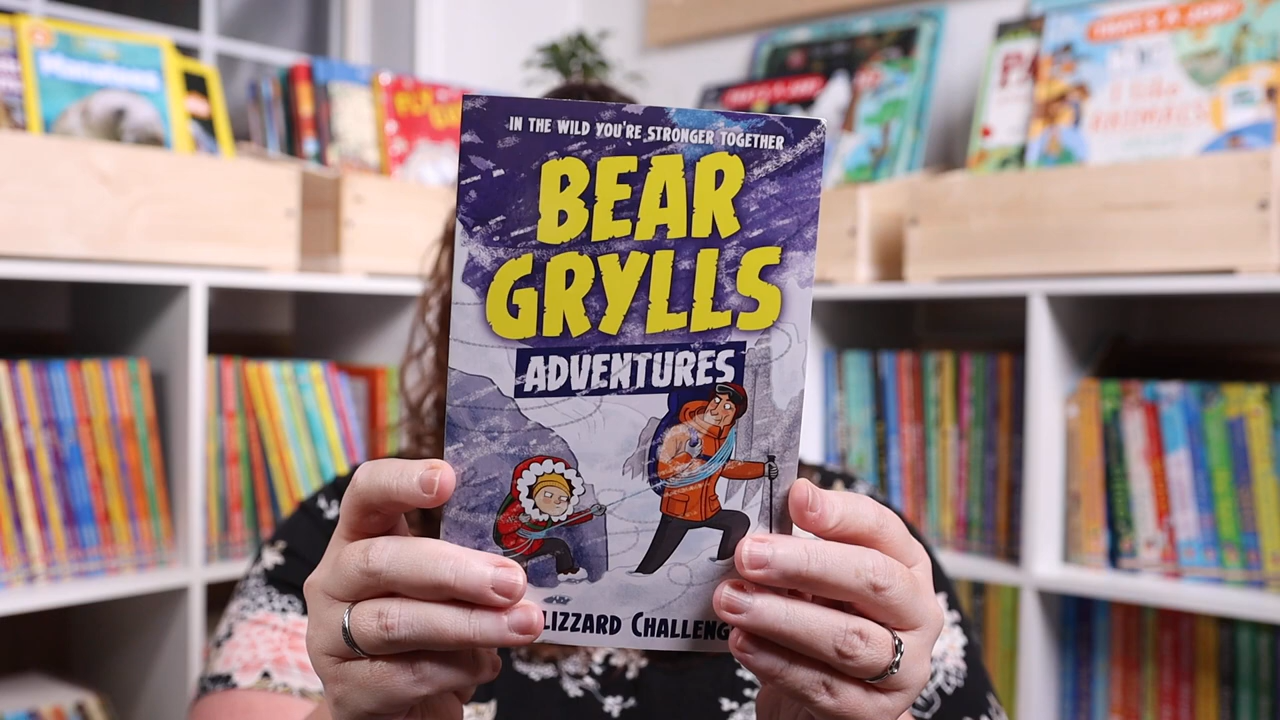 IN THE WILD YOU'RE STRONGER TOGETHER
BEAR
GRYLLS
ADVENTURES
LIZZARD CHALLENG